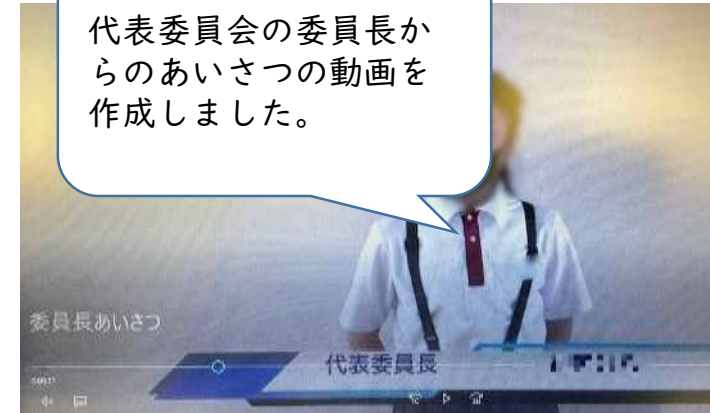 代表委員会の委員長か
らのあいさつの動画を
作成しました。
委員長あいさつ
代表委員長